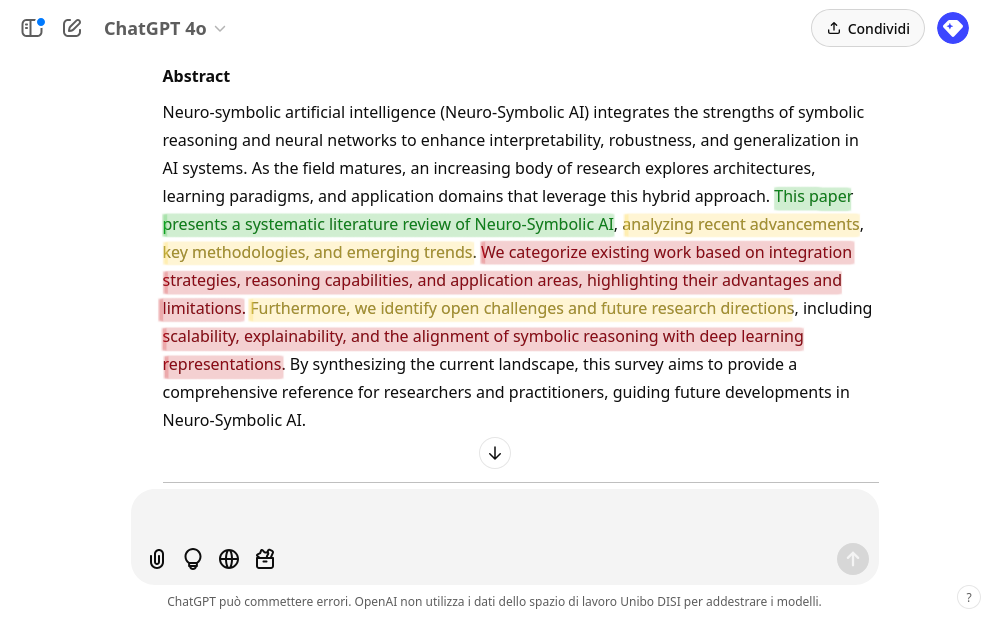 ChatGPT 4o
Condividi
Abstract
Neuro-symbolic artificial intelligence (Neuro-Symbolic AI) integrates the strengths of symbolic
reasoning and neural networks to enhance interpretability, robustness, and generalization in
AI systems. As the field matures, an increasing body of research explores architectures,
learning paradigms, and application domains that leverage this hybrid approach. This paper
presents a systematic literature review of Neuro-Symbolic AI, analyzing recent advancements,
key methodologies, and emerging trends. We categorize existing work based on integration
strategies, reasoning capabilities, and application areas, highlighting their advantages and
limitations. Furthermore, we identify open challenges and future research directions, including
scalability, explainability, and the alignment of symbolic reasoning with deep learning
representations. By synthesizing the current landscape, this survey aims to provide a
comprehensive reference for researchers and practitioners, guiding future developments in
Neuro-Symbolic AI.
ChatGPT può commettere errori. OpenAI non utilizza i dati dello spazio di lavoro Unibo DISI per addestrare i modelli.
?